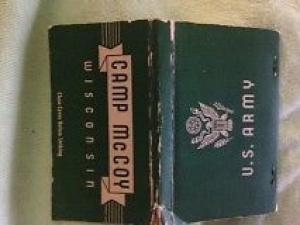 CAMP McCOY
wisconsin
Close Cover Before Striking
U.S. ARMY